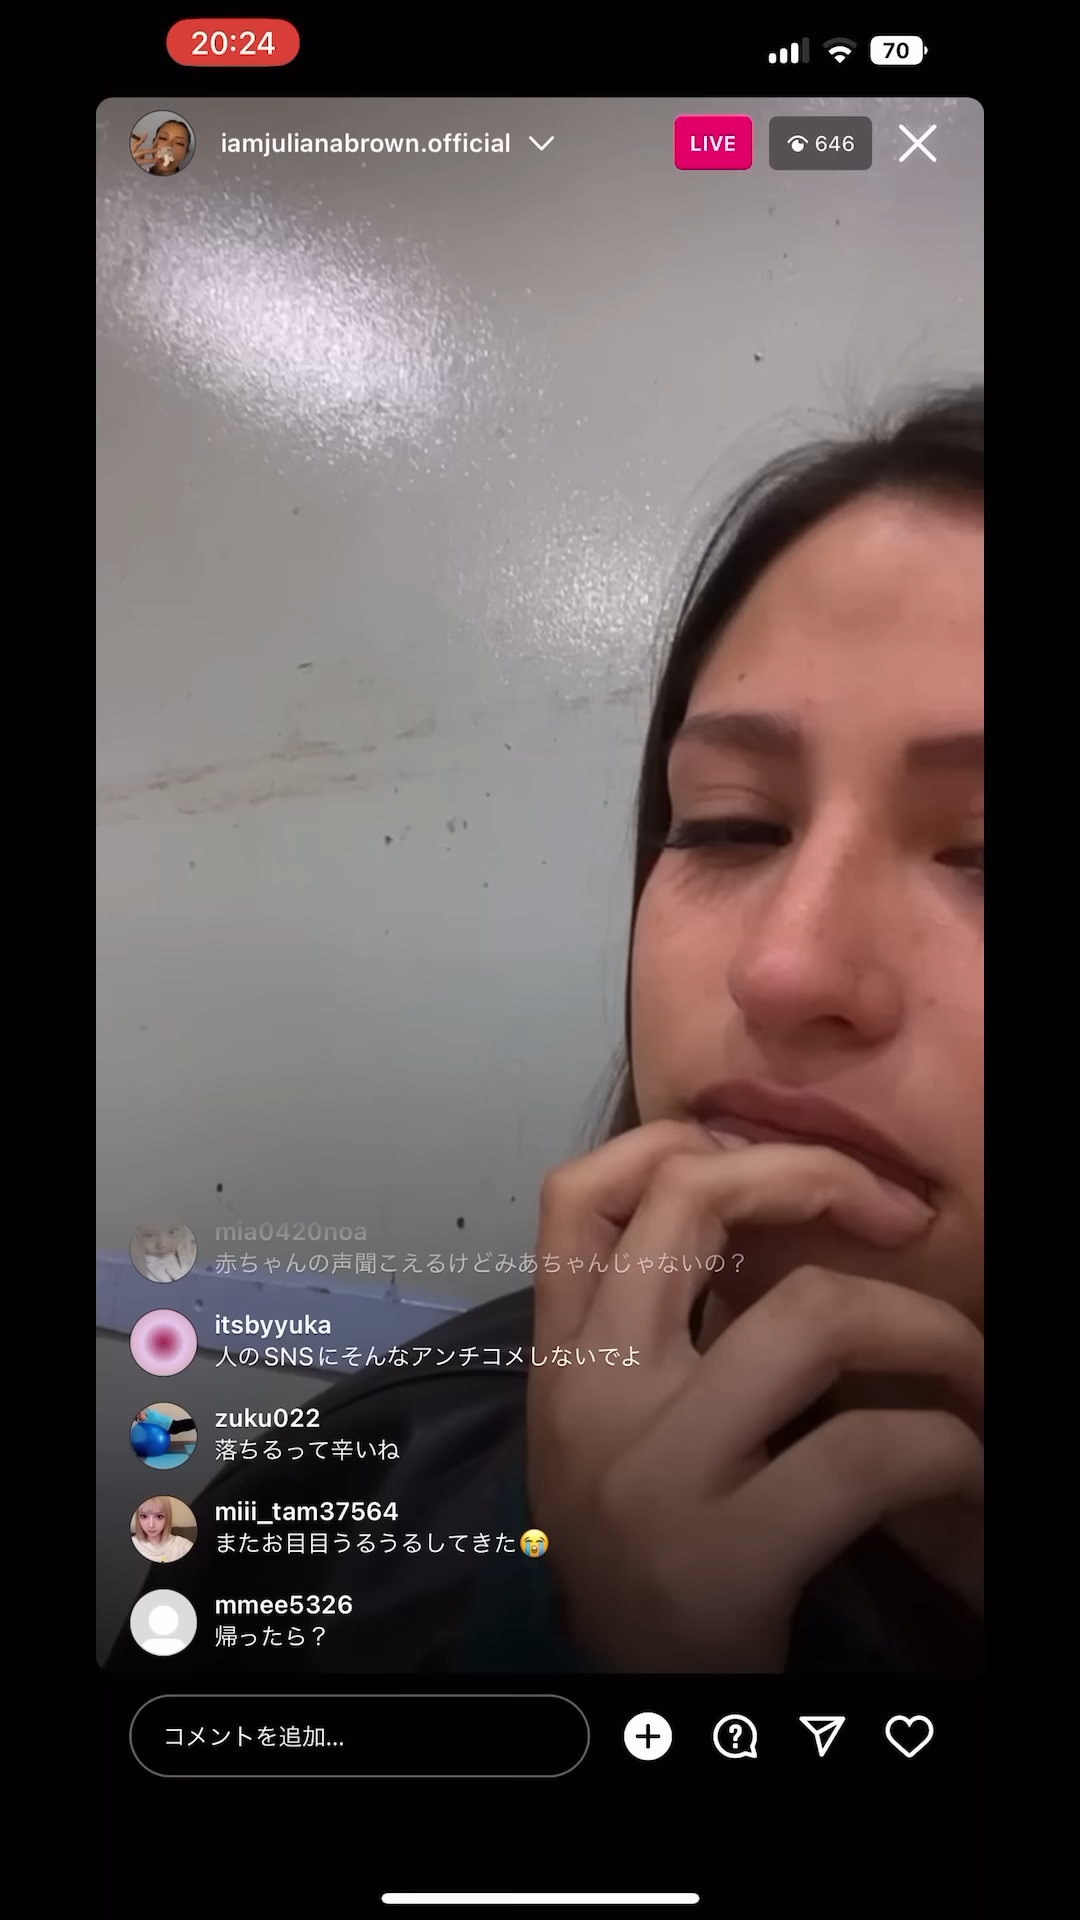 20:24
70
iamjulianabrown.official
LIVE
646
mia0420noa
赤ちゃんの声聞こえるけどみあちゃんじゃないの？
itsbyyuka
人のSNSにそんなアンチコメしないでよ
zuku022
落ちるって辛いね
miii_tam37564
またお目目うるうるしてきた😭
mmee5326
帰ったら？
コメントを追加...